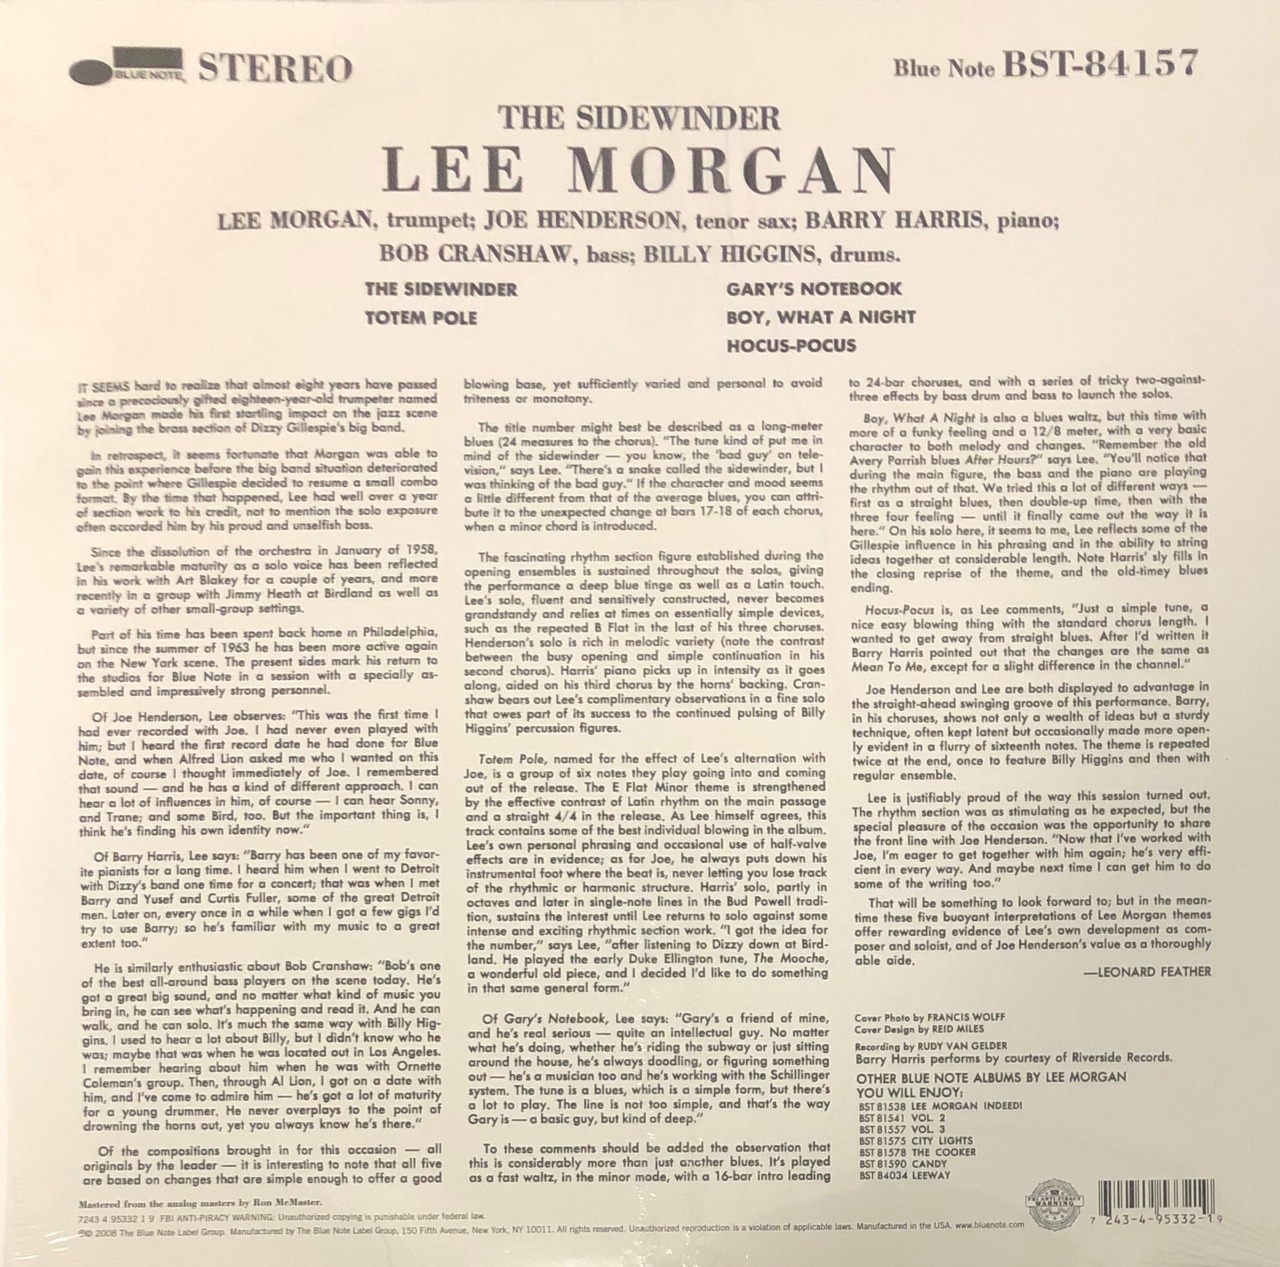 BLUE NOTE STEREO
Blue Note BST-84157
THE SIDEWINDER
LEE MORGAN
LEE MORGAN, trumpet; JOE HENDERSON, tenor sax; BARRY HARRIS, piano;
BOB CRANSHAW, bass; BILLY HIGGINS, drums.
THE SIDEWINDER
TOTEM POLE
GARY'S NOTEBOOK
BOY, WHAT A NIGHT
HOCUS-POCUS
IT SEEMS hard to realize that almost eight years have passed
since a precociously gifted eighteen-year-old trumpeter named
Lee Morgan made his first startling impact on the jazz scene
by joining the brass section of Dizzy Gillespie's big band.
In retrospect, it seems fortunate that Morgan was able to
gain this experience before the big band situation deteriorated
to the point where Gillespie decided to resume a small combo
format. By the time that happened, Lee had well over a year
of section work to his credit, not to mention the solo exposure
often accorded him by his proud and unselfish boss.
Since the dissolution of the orchestra in January of 1958,
Lee's remarkable maturity as a solo voice has been reflected
in his work with Art Blakey for a couple of years, and more
recently in a group with Jimmy Heath at Birdland as well as
a variety of other small-group settings.
Part of his time has been spent back home in Philadelphia,
but since the summer of 1963 he has been more active again
on the New York scene. The present sides mark his return to
the studios for Blue Note in a session with a specially as-
sembled and impressively strong personnel.
Of Joe Henderson, Lee observes: "This was the first time I
had ever recorded with Joe. I had never even played with
him; but I heard the first record date he had done for Blue
Note, and when Alfred Lion asked me who I wanted on this
date, of course I thought immediately of Joe. I remembered
that sound — and he has a kind of different approach. I can
hear a lot of influences in him, of course — I can hear Sonny,
and Trane; and some Bird, too. But the important thing is, I
think he's finding his own identity now."
Of Barry Harris, Lee says: "Barry has been one of my favor-
ite pianists for a long time. I heard him when I went to Detroit
with Dizzy's band one time for a concert; that was when I met
Barry and Yusef and Curtis Fuller, some of the great Detroit
men. Later on, every once in a while when I got a few gigs I'd
try to use Barry; so he's familiar with my music to a great
extent too."
He is similarly enthusiastic about Bob Cranshaw: "Bob's one
of the best all-around bass players on the scene today. He's
got a great big sound, and no matter what kind of music you
bring in, he can see what's happening and read it. And he can
walk, and he can solo. It's much the same way with Billy Hig-
gins. I used to hear a lot about Billy, but I didn't know who he
was; maybe that was when he was located out in Los Angeles.
I remember hearing about him when he was with Ornette
Coleman's group. Then, through Al Lion, I got on a date with
him, and I've come to admire him — he's got a lot of maturity
for a young drummer. He never overplays to the point of
drowning the horns out, yet you always know he's there."
Of the compositions brought in for this occasion — all
originals by the leader — it is interesting to note that all five
are based on changes that are simple enough to offer a good
blowing base, yet sufficiently varied and personal to avoid
triteness or monotony.
The title number might best be described as a long-meter
blues (24 measures to the chorus). "The tune kind of put me in
mind of the sidewinder — you know, the 'bad guy' on tele-
vision," says Lee. "There's a snake called the sidewinder, but I
was thinking of the bad guy." If the character and mood seems
a little different from that of the average blues, you can attri-
bute it to the unexpected change at bars 17-18 of each chorus,
when a minor chord is introduced.
The fascinating rhythm section figure established during the
opening ensembles is sustained throughout the solos, giving
the performance a deep blue tinge as well as a Latin touch.
Lee's solo, fluent and sensitively constructed, never becomes
grandstandy and relies at times on essentially simple devices,
such as the repeated B Flat in the last of his three choruses.
Henderson's solo is rich in melodic variety (note the contrast
between the busy opening and simple continuation in his
second chorus). Harris' piano picks up in intensity as it goes
along, aided on his third chorus by the horns' backing. Cran-
shaw bears out Lee's complimentary observations in a fine solo
that owes part of its success to the continued pulsing of Billy
Higgins' percussion figures.
Totem Pole, named for the effect of Lee's alternation with
Joe, is a group of six notes they play going into and coming
out of the release. The E Flat Minor theme is strengthened
by the effective contrast of Latin rhythm on the main passage
and a straight 4/4 in the release. As Lee himself agrees, this
track contains some of the best individual blowing in the album.
Lee's own personal phrasing and occasional use of half-valve
effects are in evidence; as for Joe, he always puts down his
instrumental foot where the beat is, never letting you lose track
of the rhythmic or harmonic structure. Harris' solo, partly in
octaves and later in single-note lines in the Bud Powell tradi-
tion, sustains the interest until Lee returns to solo against some
intense and exciting rhythmic section work. "I got the idea for
the number," says Lee, "after listening to Dizzy down at Bird-
land. He played the early Duke Ellington tune, The Mooche,
a wonderful old piece, and I decided I'd like to do something
in that same general form."
Of Gary's Notebook, Lee says: "Gary's a friend of mine,
and he's real serious — quite an intellectual guy. No matter
what he's doing, whether he's riding the subway or just sitting
around the house, he's always doodling, or figuring something
out — he's a musician too and he's working with the Schillinger
system. The tune is a blues, which is a simple form, but there's
a lot to play. The line is not too simple, and that's the way
Gary is — a basic guy, but kind of deep."
To these comments should be added the observation that
this is considerably more than just another blues. It's played
as a fast waltz, in the minor mode, with a 16-bar intro leading
to 24-bar choruses, and with a series of tricky two-against-
three effects by bass drum and bass to launch the solos.
Boy, What A Night is also a blues waltz, but this time with
more of a funky feeling and a 12/8 meter, with a very basic
character to both melody and changes. "Remember the old
Avery Parrish blues After Hours?" says Lee. "You'll notice that
during the main figure, the bass and the piano are playing
the rhythm out of that. We tried this a lot of different ways —
first as a straight blues, then double-up time, then with the
three four feeling — until it finally came out the way it is
here." On his solo here, it seems to me, Lee reflects some of the
Gillespie influence in his phrasing and in the ability to string
ideas together at considerable length. Note Harris' sly fills in
the closing reprise of the theme, and the old-timey blues
ending.
Hocus-Pocus is, as Lee comments, "Just a simple tune, a
nice easy blowing thing with the standard chorus length. I
wanted to get away from straight blues. After I'd written it
Barry Harris pointed out that the changes are the same as
Mean To Me, except for a slight difference in the channel."
Joe Henderson and Lee are both displayed to advantage in
the straight-ahead swinging groove of this performance. Barry,
in his choruses, shows not only a wealth of ideas but a sturdy
technique, often kept latent but occasionally made more open-
ly evident in a flurry of sixteenth notes. The theme is repeated
twice at the end, once to feature Billy Higgins and then with
regular ensemble.
Lee is justifiably proud of the way this session turned out.
The rhythm section was as stimulating as he expected, but the
special pleasure of the occasion was the opportunity to share
the front line with Joe Henderson. "Now that I've worked with
Joe, I'm eager to get together with him again; he's very effi-
cient in every way. And maybe next time I can get him to do
some of the writing too."
That will be something to look forward to; but in the mean-
time these five buoyant interpretations of Lee Morgan themes
offer rewarding evidence of Lee's own development as com-
poser and soloist, and of Joe Henderson's value as a thoroughly
able aide.
—LEONARD FEATHER
Cover Photo by FRANCIS WOLFF
Cover Design by REID MILES
Recording by RUDY VAN GELDER
Barry Harris performs by courtesy of Riverside Records.
OTHER BLUE NOTE ALBUMS BY LEE MORGAN
YOU WILL ENJOY:
BST 81538 LEE MORGAN INDEED!
BST 81541 VOL. 2
BST 81557 VOL. 3
BST 81575 CITY LIGHTS
BST 81578 THE COOKER
BST 81590 CANDY
BST 84034 LEEWAY
Mastered from the analog masters by Ron McMaster.
7243 4 95332 1 9 FBI ANTI-PIRACY WARNING: Unauthorized copying is punishable under federal law.
℗© 2008 The Blue Note Label Group. Manufactured by The Blue Note Label Group, 150 Fifth Avenue, New York, NY 10011. All rights reserved. Unauthorized reproduction is a violation of applicable laws. Manufactured in the USA. www.bluenote.com
FBI ANTI-PIRACY
WARNING
7 243-4-95332-1 9